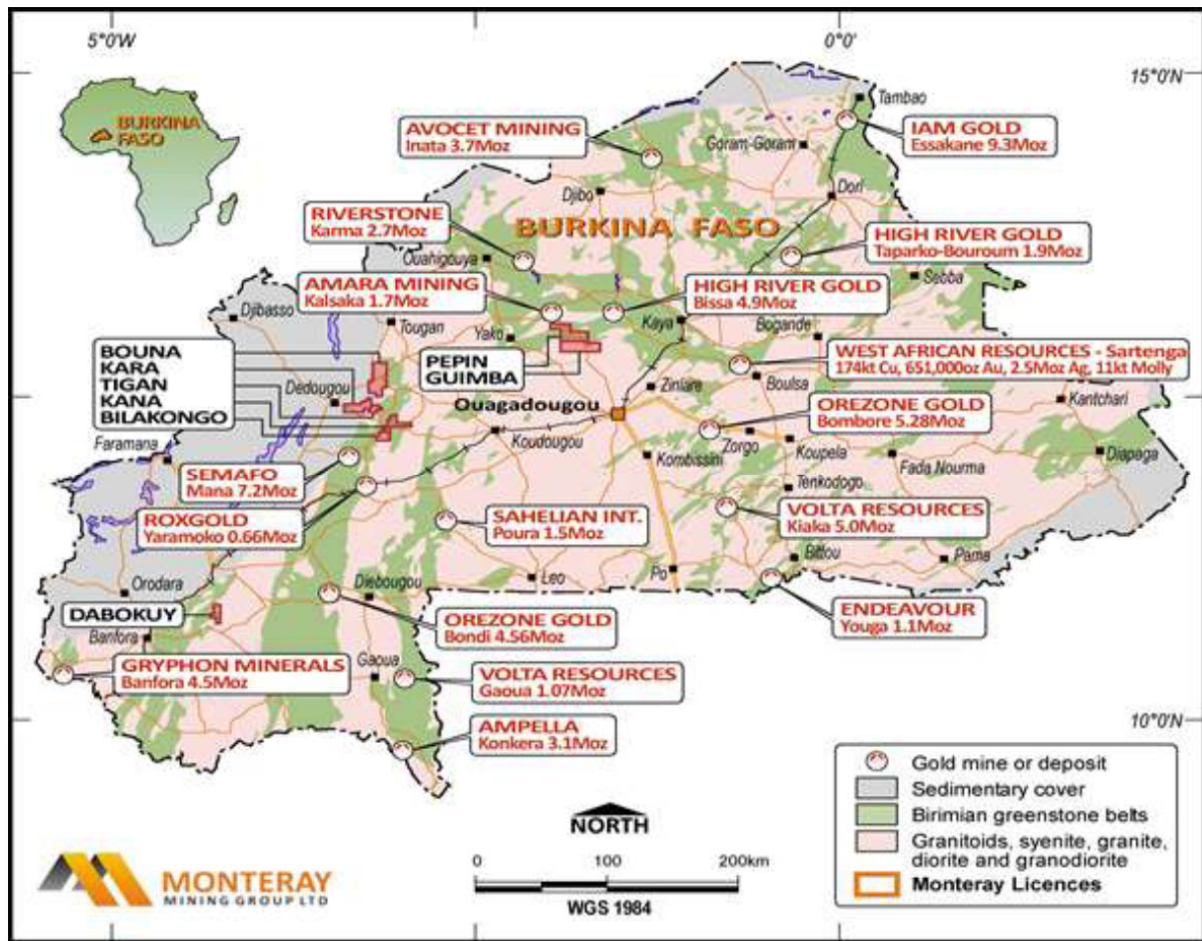 5°0'W
0°0'
15°0'N
BURKINA
FASO
Tambao
AVOCET MINING
Inata 3.7Moz
IAM GOLD
Essakane 9.3Moz
Goram-Goram
Djibo
Dori
RIVERSTONE
Karma 2.7Moz
BURKINA FASO
HIGH RIVER GOLD
Taparko-Bouroum 1.9Moz
Ouahigouya
Sebba
AMARA MINING
Kalsaka 1.7Moz
HIGH RIVER GOLD
Bissa 4.9Moz
Djibasso
Tougan
Yako
Kaya
Bogande
BOUNA
KARA
TIGAN
KANA
BILAKONGO
PEPIN
GUIMBA
WEST AFRICAN RESOURCES - Sartenga
174kt Cu, 651,000oz Au, 2.5Moz Ag, 11kt Molly
Dedougou
Zinlare
Boulsa
Kantchari
Ouagadougou
OREZONE GOLD
Bombore 5.28Moz
Faramana
Koudougou
Kombissini
Zorgo
Koupela
Fada Nourma
Diapaga
SEMAFO
Mana 7.2Moz
Tenkodogo
ROXGOLD
Yaramoko 0.66Moz
SAHELIAN INT.
Poura 1.5Moz
VOLTA RESOURCES
Kiaka 5.0Moz
Bittou
Pama
Orodara
Diebougou
Leo
Po
DABOKUY
OREZONE GOLD
Bondi 4.56Moz
ENDEAVOUR
Youga 1.1Moz
Banfora
GRYPHON MINERALS
Banfora 4.5Moz
Gaoua
VOLTA RESOURCES
Gaoua 1.07Moz
AMPELLA
Konkera 3.1Moz
10°0'N
Gold mine or deposit
Sedimentary cover
Birimian greenstone belts
Granitoids, syenite, granite,
diorite and granodiorite
Monteray Licences
NORTH
0 100 200km
WGS 1984
MONTERAY
MINING GROUP LTD